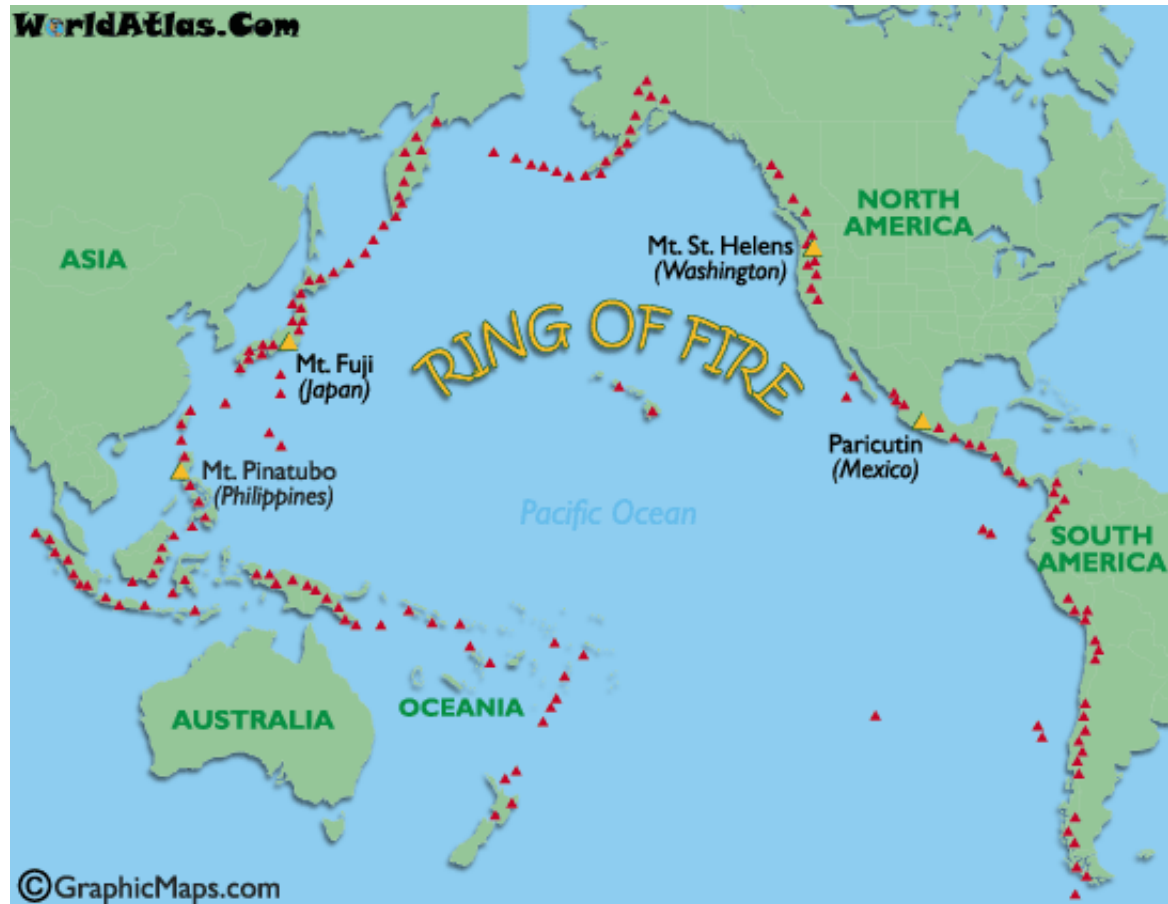 WorldAtlas.Com
ASIA
NORTH
AMERICA
Mt. St. Helens
(Washington)
RING OF FIRE
Mt. Fuji
(Japan)
Paricutin
(Mexico)
Mt. Pinatubo
(Philippines)
Pacific Ocean
SOUTH
AMERICA
OCEANIA
AUSTRALIA
©GraphicMaps.com